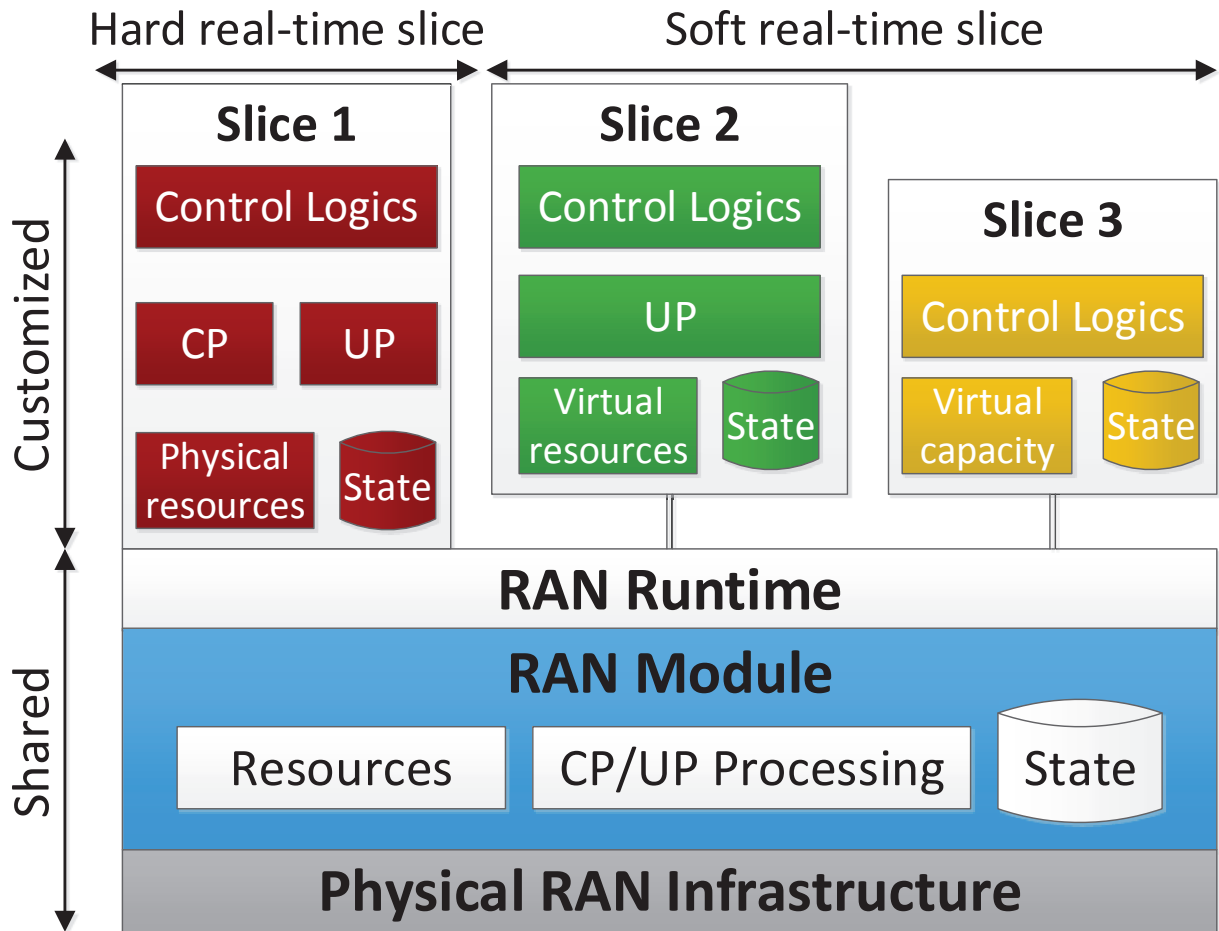 Hard real-time slice
Soft real-time slice
Customized
Shared
Slice 1
Control Logics
CP
UP
Physical
resources
State
Slice 2
Control Logics
UP
Virtual
resources
State
Slice 3
Control Logics
Virtual
capacity
State
RAN Runtime
RAN Module
Resources
CP/UP Processing
State
Physical RAN Infrastructure